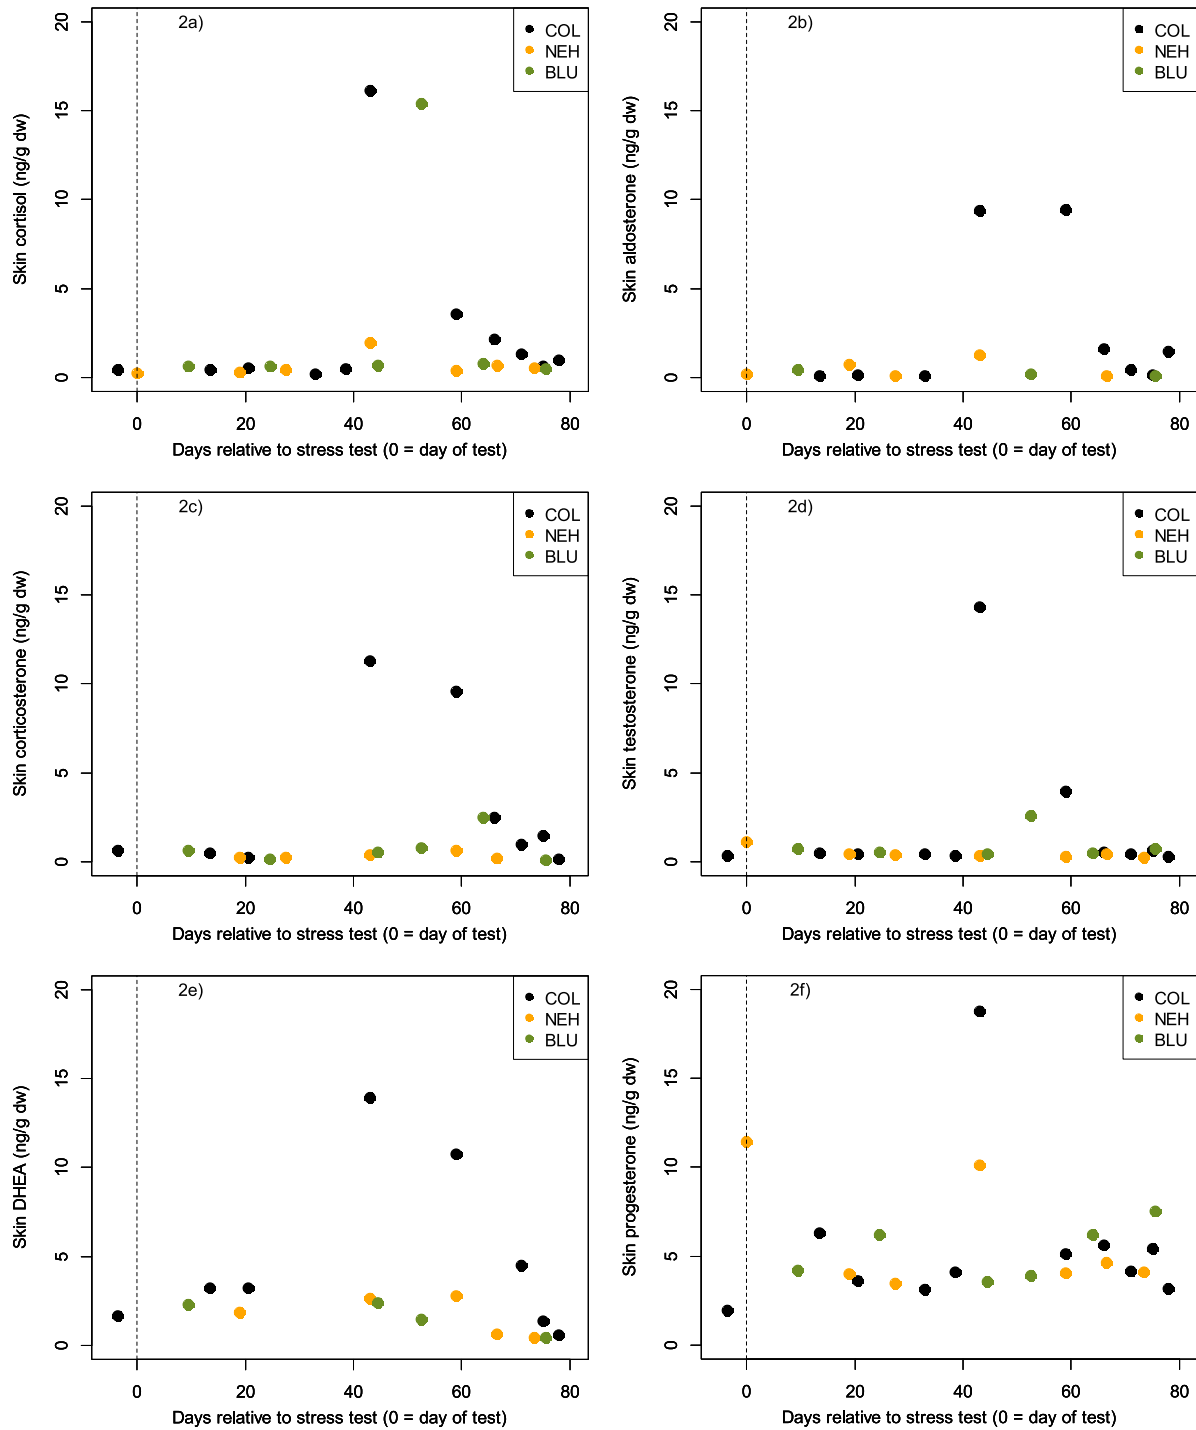 2a)
COL
NEH
BLU
20
15
10
5
0
Skin cortisol (ng/g dw)
0 20 40 60 80
Days relative to stress test (0 = day of test)
2b)
COL
NEH
BLU
20
15
10
5
0
Skin aldosterone (ng/g dw)
0 20 40 60 80
Days relative to stress test (0 = day of test)
2c)
COL
NEH
BLU
20
15
10
5
0
Skin corticosterone (ng/g dw)
0 20 40 60 80
Days relative to stress test (0 = day of test)
2d)
COL
NEH
BLU
20
15
10
5
0
Skin testosterone (ng/g dw)
0 20 40 60 80
Days relative to stress test (0 = day of test)
2e)
COL
NEH
BLU
20
15
10
5
0
Skin DHEA (ng/g dw)
0 20 40 60 80
Days relative to stress test (0 = day of test)
2f)
COL
NEH
BLU
20
15
10
5
0
Skin progesterone (ng/g dw)
0 20 40 60 80
Days relative to stress test (0 = day of test)